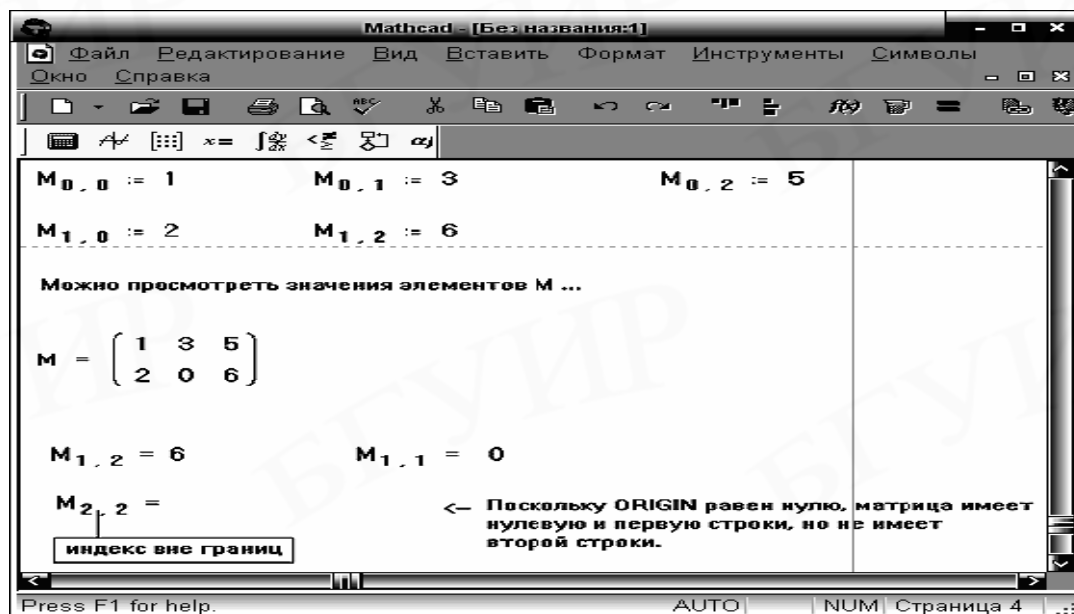 Mathcad - [Без названия:1]
Файл Редактирование Вид Вставить Формат Инструменты Символы
Окно Справка
M0,0 := 1 M0,1 := 3 M0,2 := 5
M1,0 := 2 M1,2 := 6
Можно просмотреть значения элементов M ...
M = ( 1 3 5
2 0 6 )
M1,2 = 6 M1,1 = 0
M2,2 =
<– Поскольку ORIGIN равен нулю, матрица имеет
нулевую и первую строки, но не имеет
второй строки.
индекс вне границ
Press F1 for help. AUTO NUM Страница 4
БГУИР